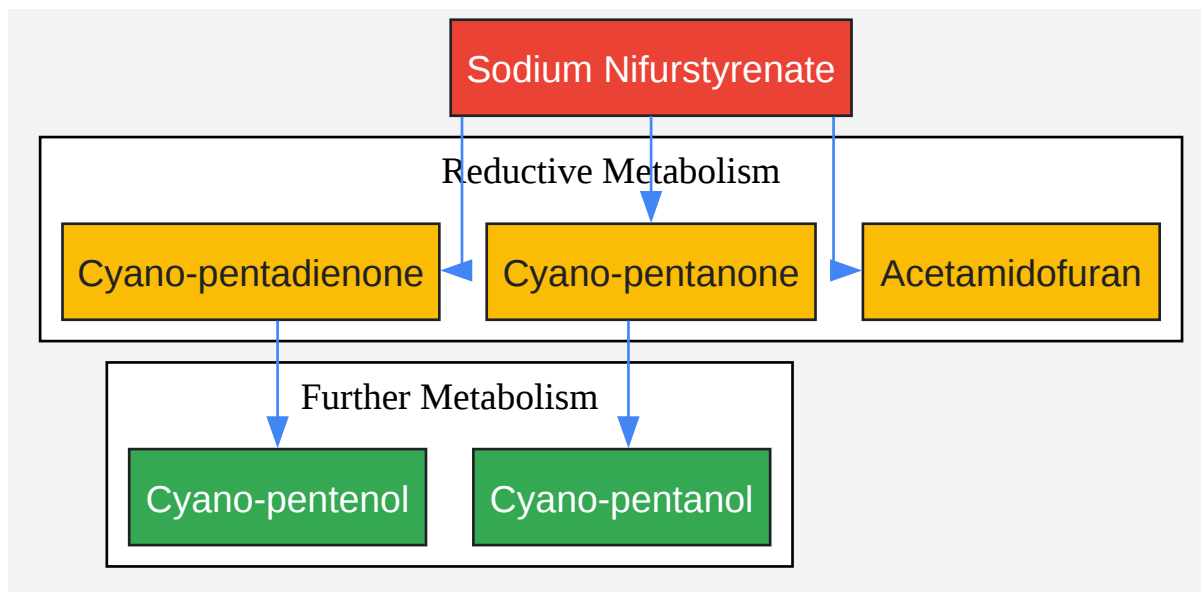 Sodium Nifurstyrenate
Reductive Metabolism
Cyano-pentadienone
Cyano-pentanone
Acetamidofuran
Further Metabolism
Cyano-pentenol
Cyano-pentanol